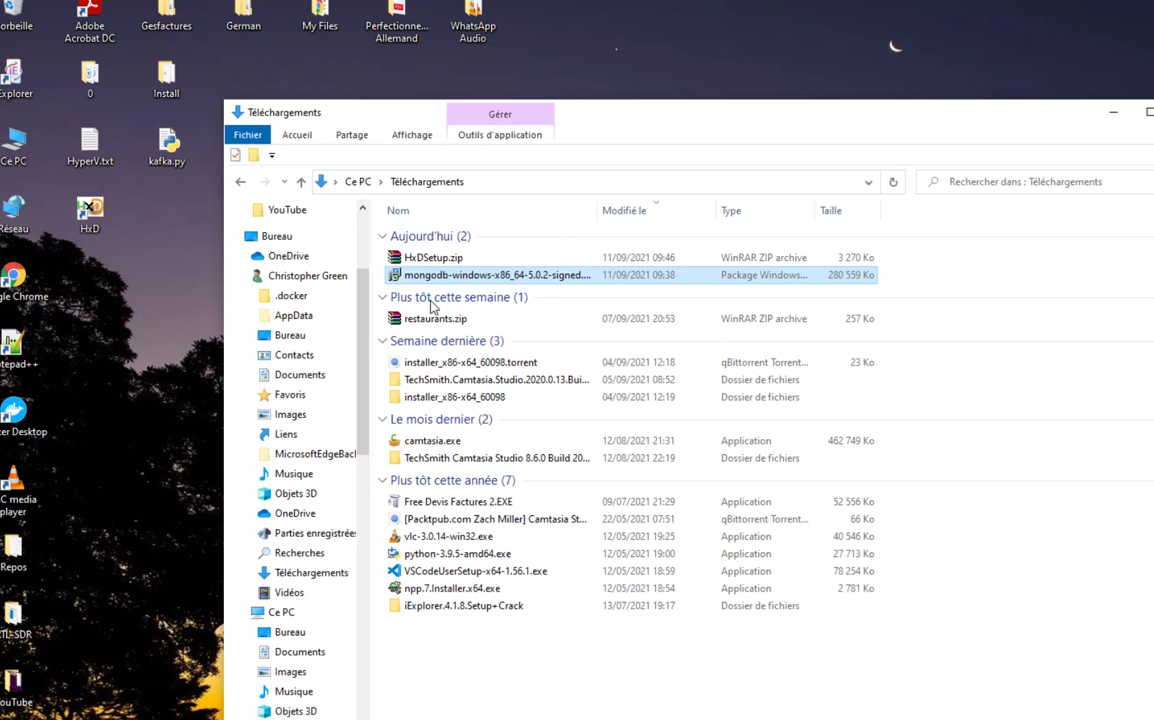 orbeille
Adobe
Acrobat DC
Gesfactures
German
My Files
Perfectionne...
Allemand
WhatsApp
Audio
Explorer
0
Install
Ce PC
HyperV.txt
kafka.py
Réseau
HxD
gle Chrome
tepad++
er Desktop
C media
player
Repos
TL-SDR
ouTube
Téléchargements
Gérer
Fichier
Accueil
Partage
Affichage
Outils d'application
Ce PC
Téléchargements
Rechercher dans : Téléchargements
YouTube
Bureau
OneDrive
Christopher Green
.docker
AppData
Bureau
Contacts
Documents
Favoris
Images
Liens
MicrosoftEdgeBac
Musique
Objets 3D
OneDrive
Parties enregistrée
Recherches
Téléchargements
Vidéos
Ce PC
Bureau
Documents
Images
Musique
Objets 3D
Nom Modifié le Type Taille
Aujourd'hui (2)
HxDSetup.zip 11/09/2021 09:46 WinRAR ZIP archive 3 270 Ko
mongodb-windows-x86_64-5.0.2-signed.... 11/09/2021 09:38 Package Windows... 280 559 Ko
Plus tôt cette semaine (1)
restaurants.zip 07/09/2021 20:53 WinRAR ZIP archive 257 Ko
Semaine dernière (3)
installer_x86-x64_60098.torrent 04/09/2021 12:18 qBittorrent Torrent... 23 Ko
TechSmith.Camtasia.Studio.2020.0.13.Bui... 05/09/2021 08:52 Dossier de fichiers
installer_x86-x64_60098 04/09/2021 12:19 Dossier de fichiers
Le mois dernier (2)
camtasia.exe 12/08/2021 21:31 Application 462 749 Ko
TechSmith Camtasia Studio 8.6.0 Build 20... 12/08/2021 22:19 Dossier de fichiers
Plus tôt cette année (7)
Free Devis Factures 2.EXE 09/07/2021 21:29 Application 52 556 Ko
[Packtpub.com Zach Miller] Camtasia St... 22/05/2021 07:51 qBittorrent Torrent... 66 Ko
vlc-3.0.14-win32.exe 12/05/2021 19:25 Application 40 546 Ko
python-3.9.5-amd64.exe 12/05/2021 19:00 Application 27 713 Ko
VSCodeUserSetup-x64-1.56.1.exe 12/05/2021 18:59 Application 78 254 Ko
npp.7.Installer.x64.exe 12/05/2021 18:54 Application 2 781 Ko
iExplorer.4.1.8.Setup+Crack 13/07/2021 19:17 Dossier de fichiers